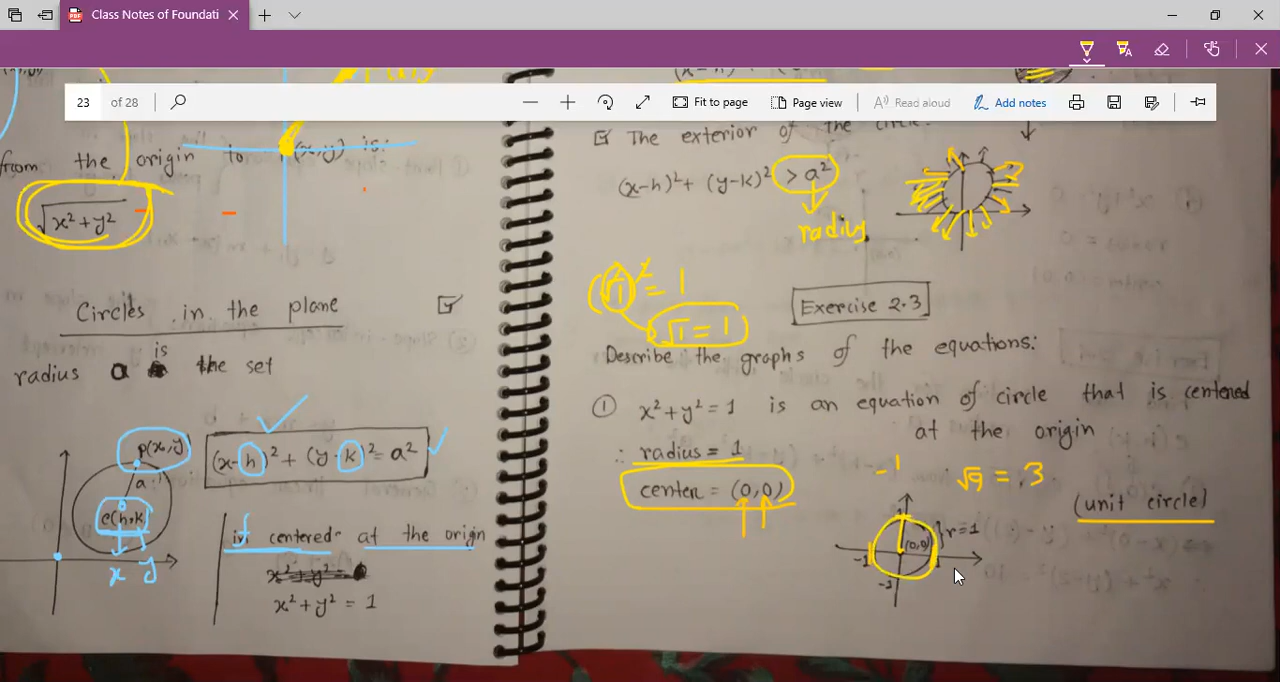 Class Notes of Foundati
23 of 28
Fit to page
Page view
Read aloud
Add notes
from the origin to (x,y) is:
√x²+y²
Circles in the plane
radius a is the set
P(x,y)
a
c(h,k)
x y
(x-h)² + (y-k)² = a²
if centered at the origin
x²+y² = 1
The exterior of the circle:
(x-h)² + (y-k)² > a²
radius
(√1)² = 1
√1 = 1
Exercise 2.3
Describe the graphs of the equations:
① x²+y² = 1 is an equation of circle that is centered
at the origin
∴ radius = 1
center = (0,0)
-1
√9 = 3
(unit circle)
(0,0)
}r=1
-1
-1